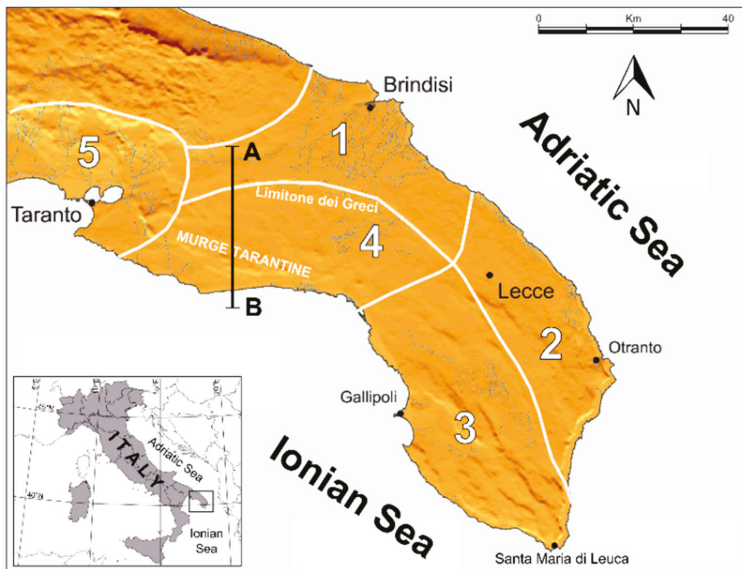 0 Km 40
Brindisi
N
Adriatic Sea
1
A
5
Taranto
Limitone dei Greci
4
MURGE TARANTINE
B
Lecce
2
Otranto
Gallipoli
3
Ionian Sea
Santa Maria di Leuca
ITALY
Adriatic Sea
Ionian
Sea